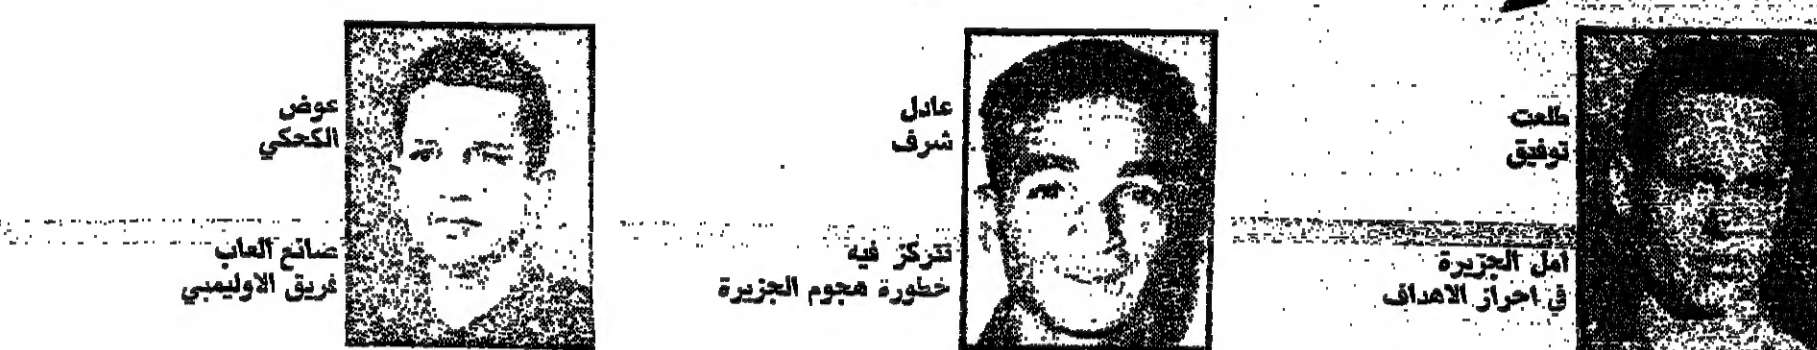 طلعت
توفيق
امل الجزيرة
في احراز الاهداف
عادل
شرف
تتركز فيه
خطورة هجوم الجزيرة
عوض
الكحكي
صانع العاب
فريق الاوليمبي